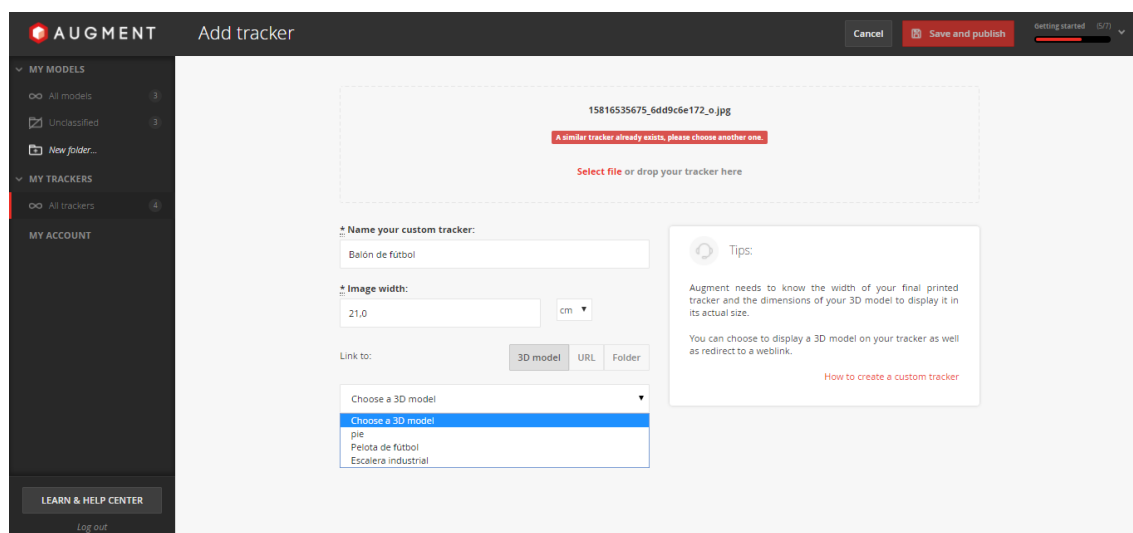 AUGMENT
Add tracker
Cancel
Save and publish
Getting started (5/7)
MY MODELS
All models 3
Unclassified 3
New folder...
MY TRACKERS
All trackers 4
MY ACCOUNT
LEARN & HELP CENTER
Log out
15816535675_6dd9c6e172_o.jpg
A similar tracker already exists, please choose another one.
Select file or drop your tracker here
* Name your custom tracker:
Balón de fútbol
* Image width:
21,0
cm
Link to:
3D model URL Folder
Choose a 3D model
Choose a 3D model
pie
Pelota de fútbol
Escalera industrial
Tips:
Augment needs to know the width of your final printed
tracker and the dimensions of your 3D model to display it in
its actual size.
You can choose to display a 3D model on your tracker as well
as redirect to a weblink.
How to create a custom tracker